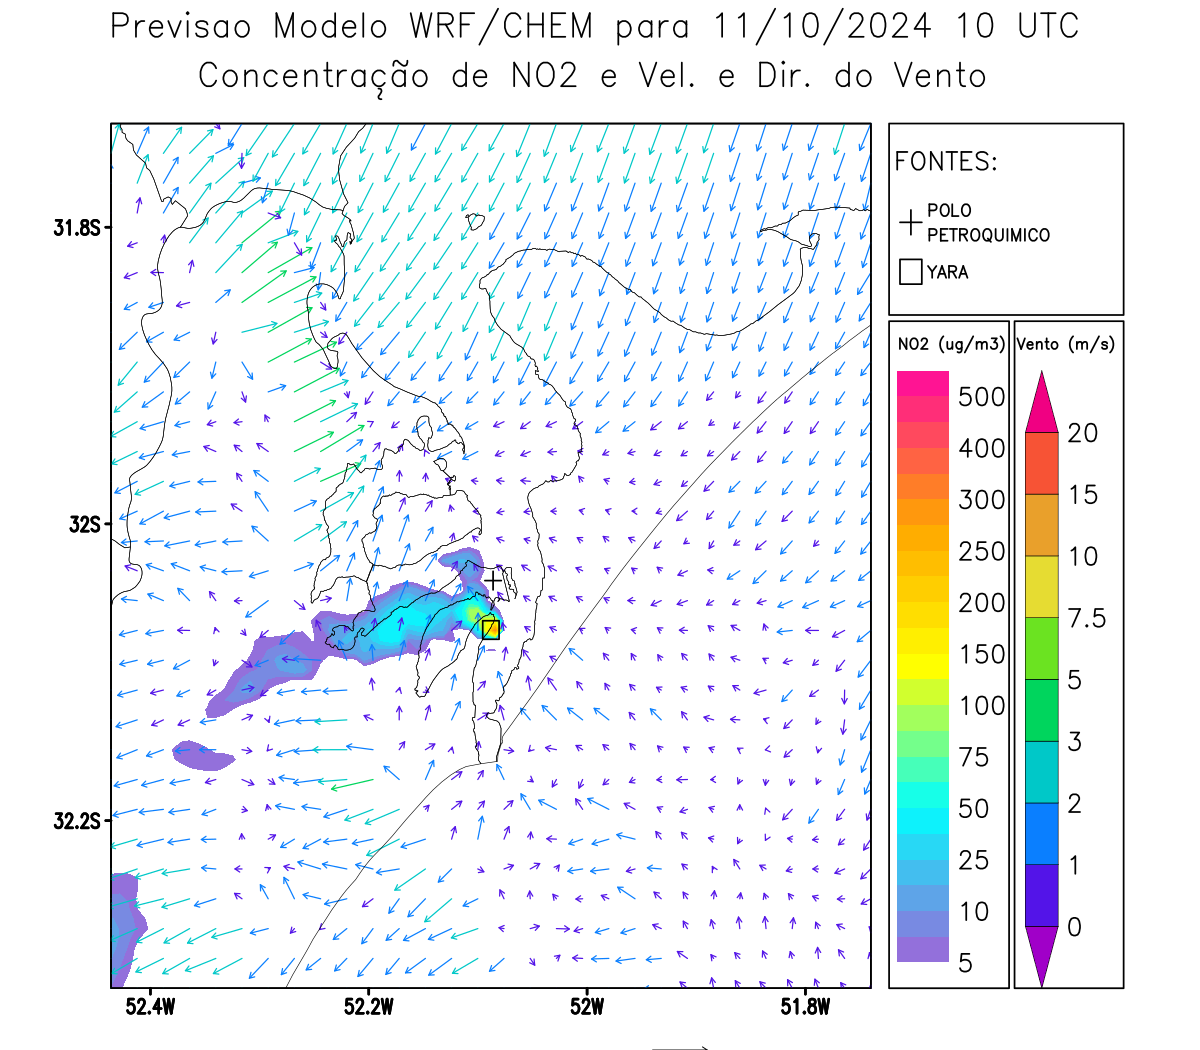 Previsao Modelo WRF/CHEM para 11/10/2024 10 UTC
Concentração de NO2 e Vel. e Dir. do Vento
FONTES:
POLO
PETROQUIMICO
YARA
NO2 (ug/m3)
500
400
300
250
200
150
100
75
50
25
10
5
Vento (m/s)
20
15
10
7.5
5
3
2
1
0
31.8S
32S
32.2S
52.4W
52.2W
52W
51.8W